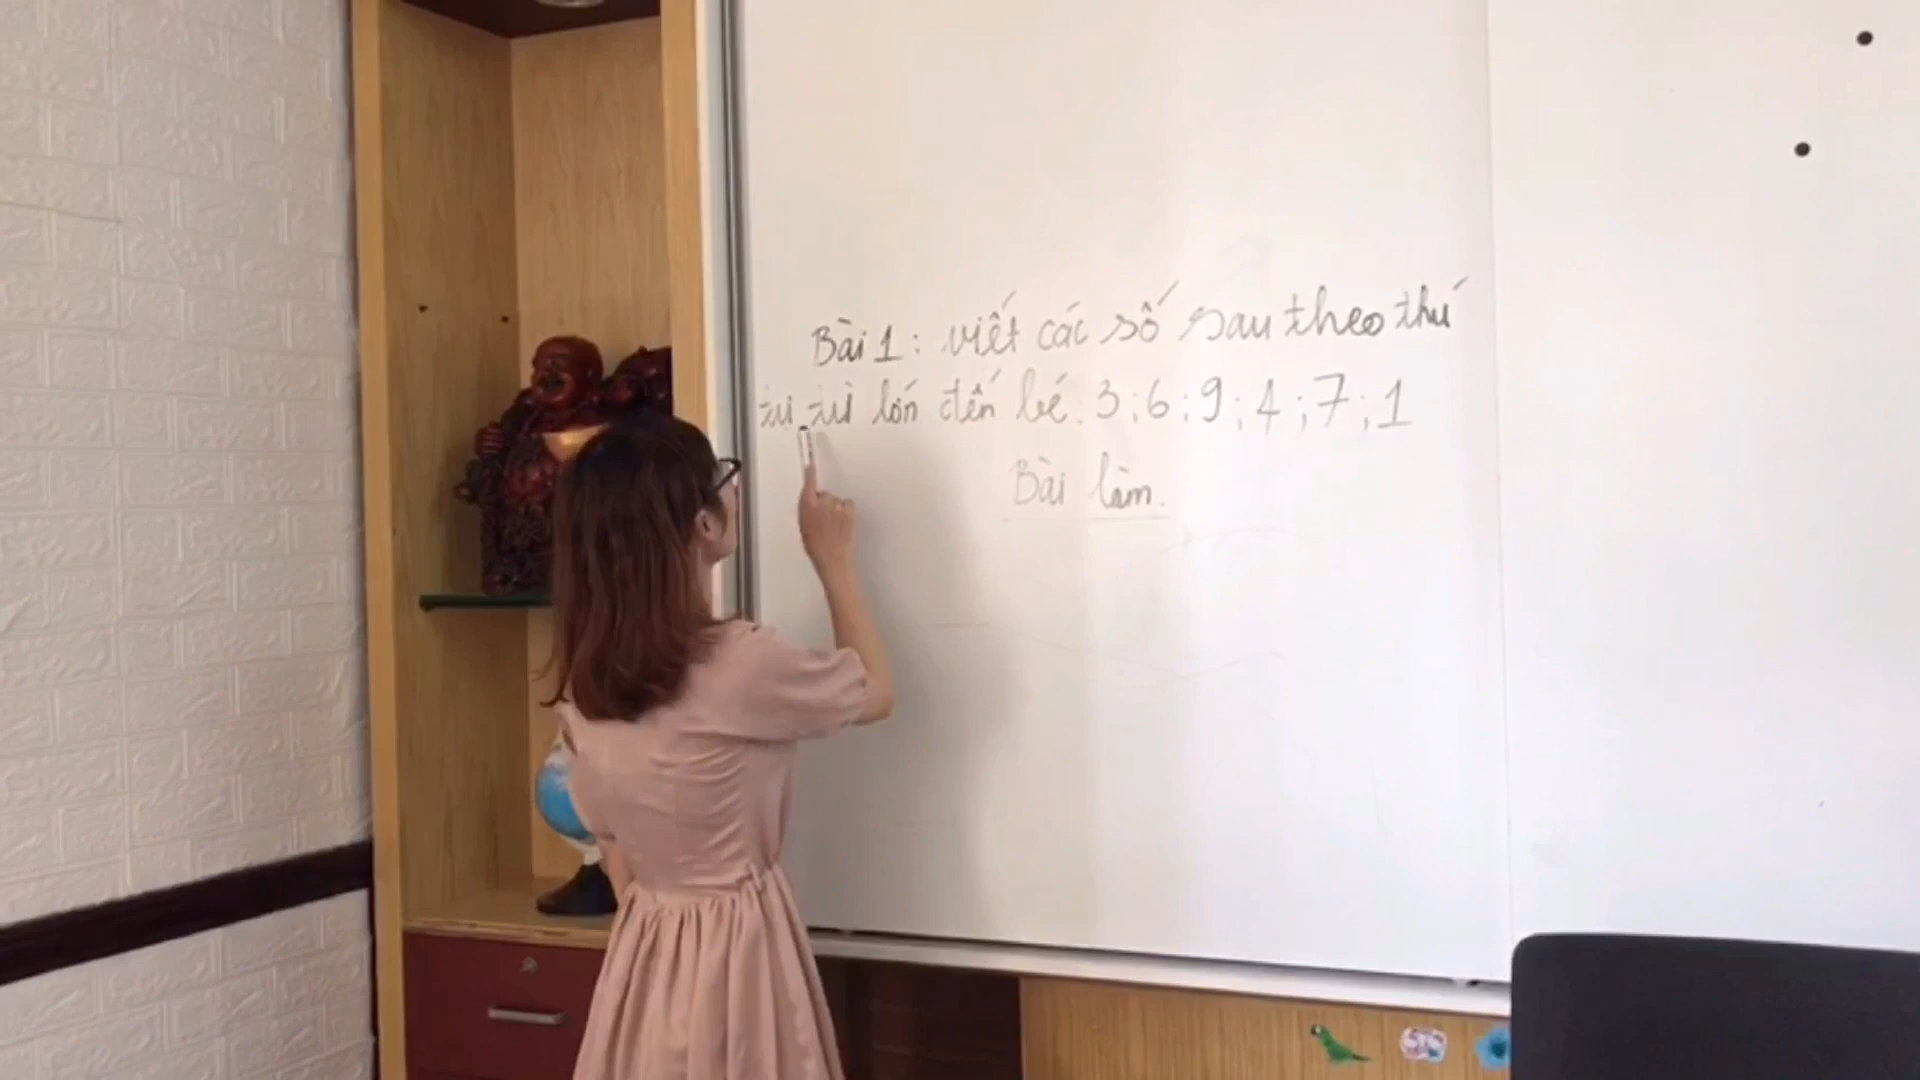 Bài 1: viết các số sau theo thứ
tự từ lớn đến bé: 3; 6; 9; 4; 7; 1
Bài làm.